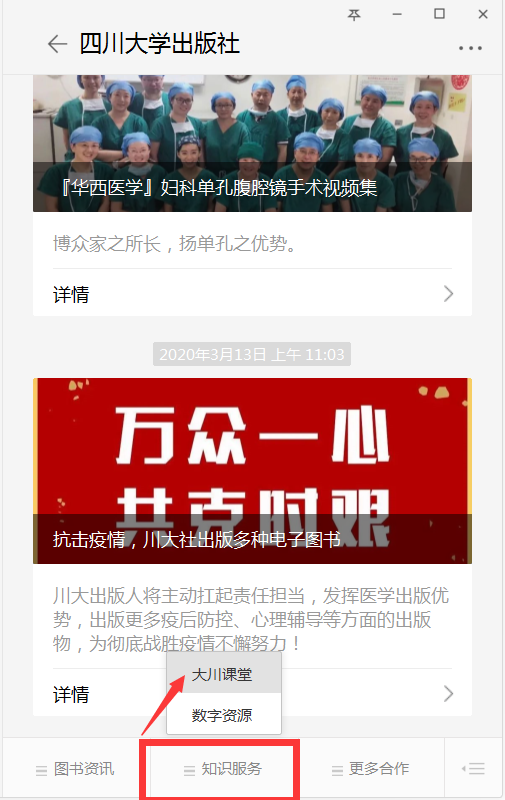 四川大学出版社
『华西医学』妇科单孔腹腔镜手术视频集
博众家之所长，扬单孔之优势。
详情
2020年3月13日 上午 11:03
万众一心
共克时艰
抗击疫情，川大社出版多种电子图书
川大出版人将主动扛起责任担当，发挥医学出版优
势，出版更多疫后防控、心理辅导等方面的出版
物，为彻底战胜疫情不懈努力！
详情
大川课堂
数字资源
图书资讯
知识服务
更多合作